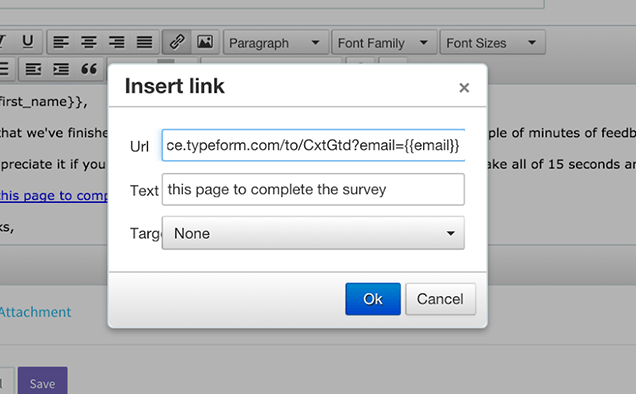 I U Paragraph Font Family Font Sizes
first_name}},
that we've finishe ple of minutes of feedb
preciate it if you ake all of 15 seconds an
this page to comp
ks,
Insert link ×
Url ce.typeform.com/to/CxtGtd?email={{email}}
Text this page to complete the survey
Targe None
Ok Cancel
Attachment
Save